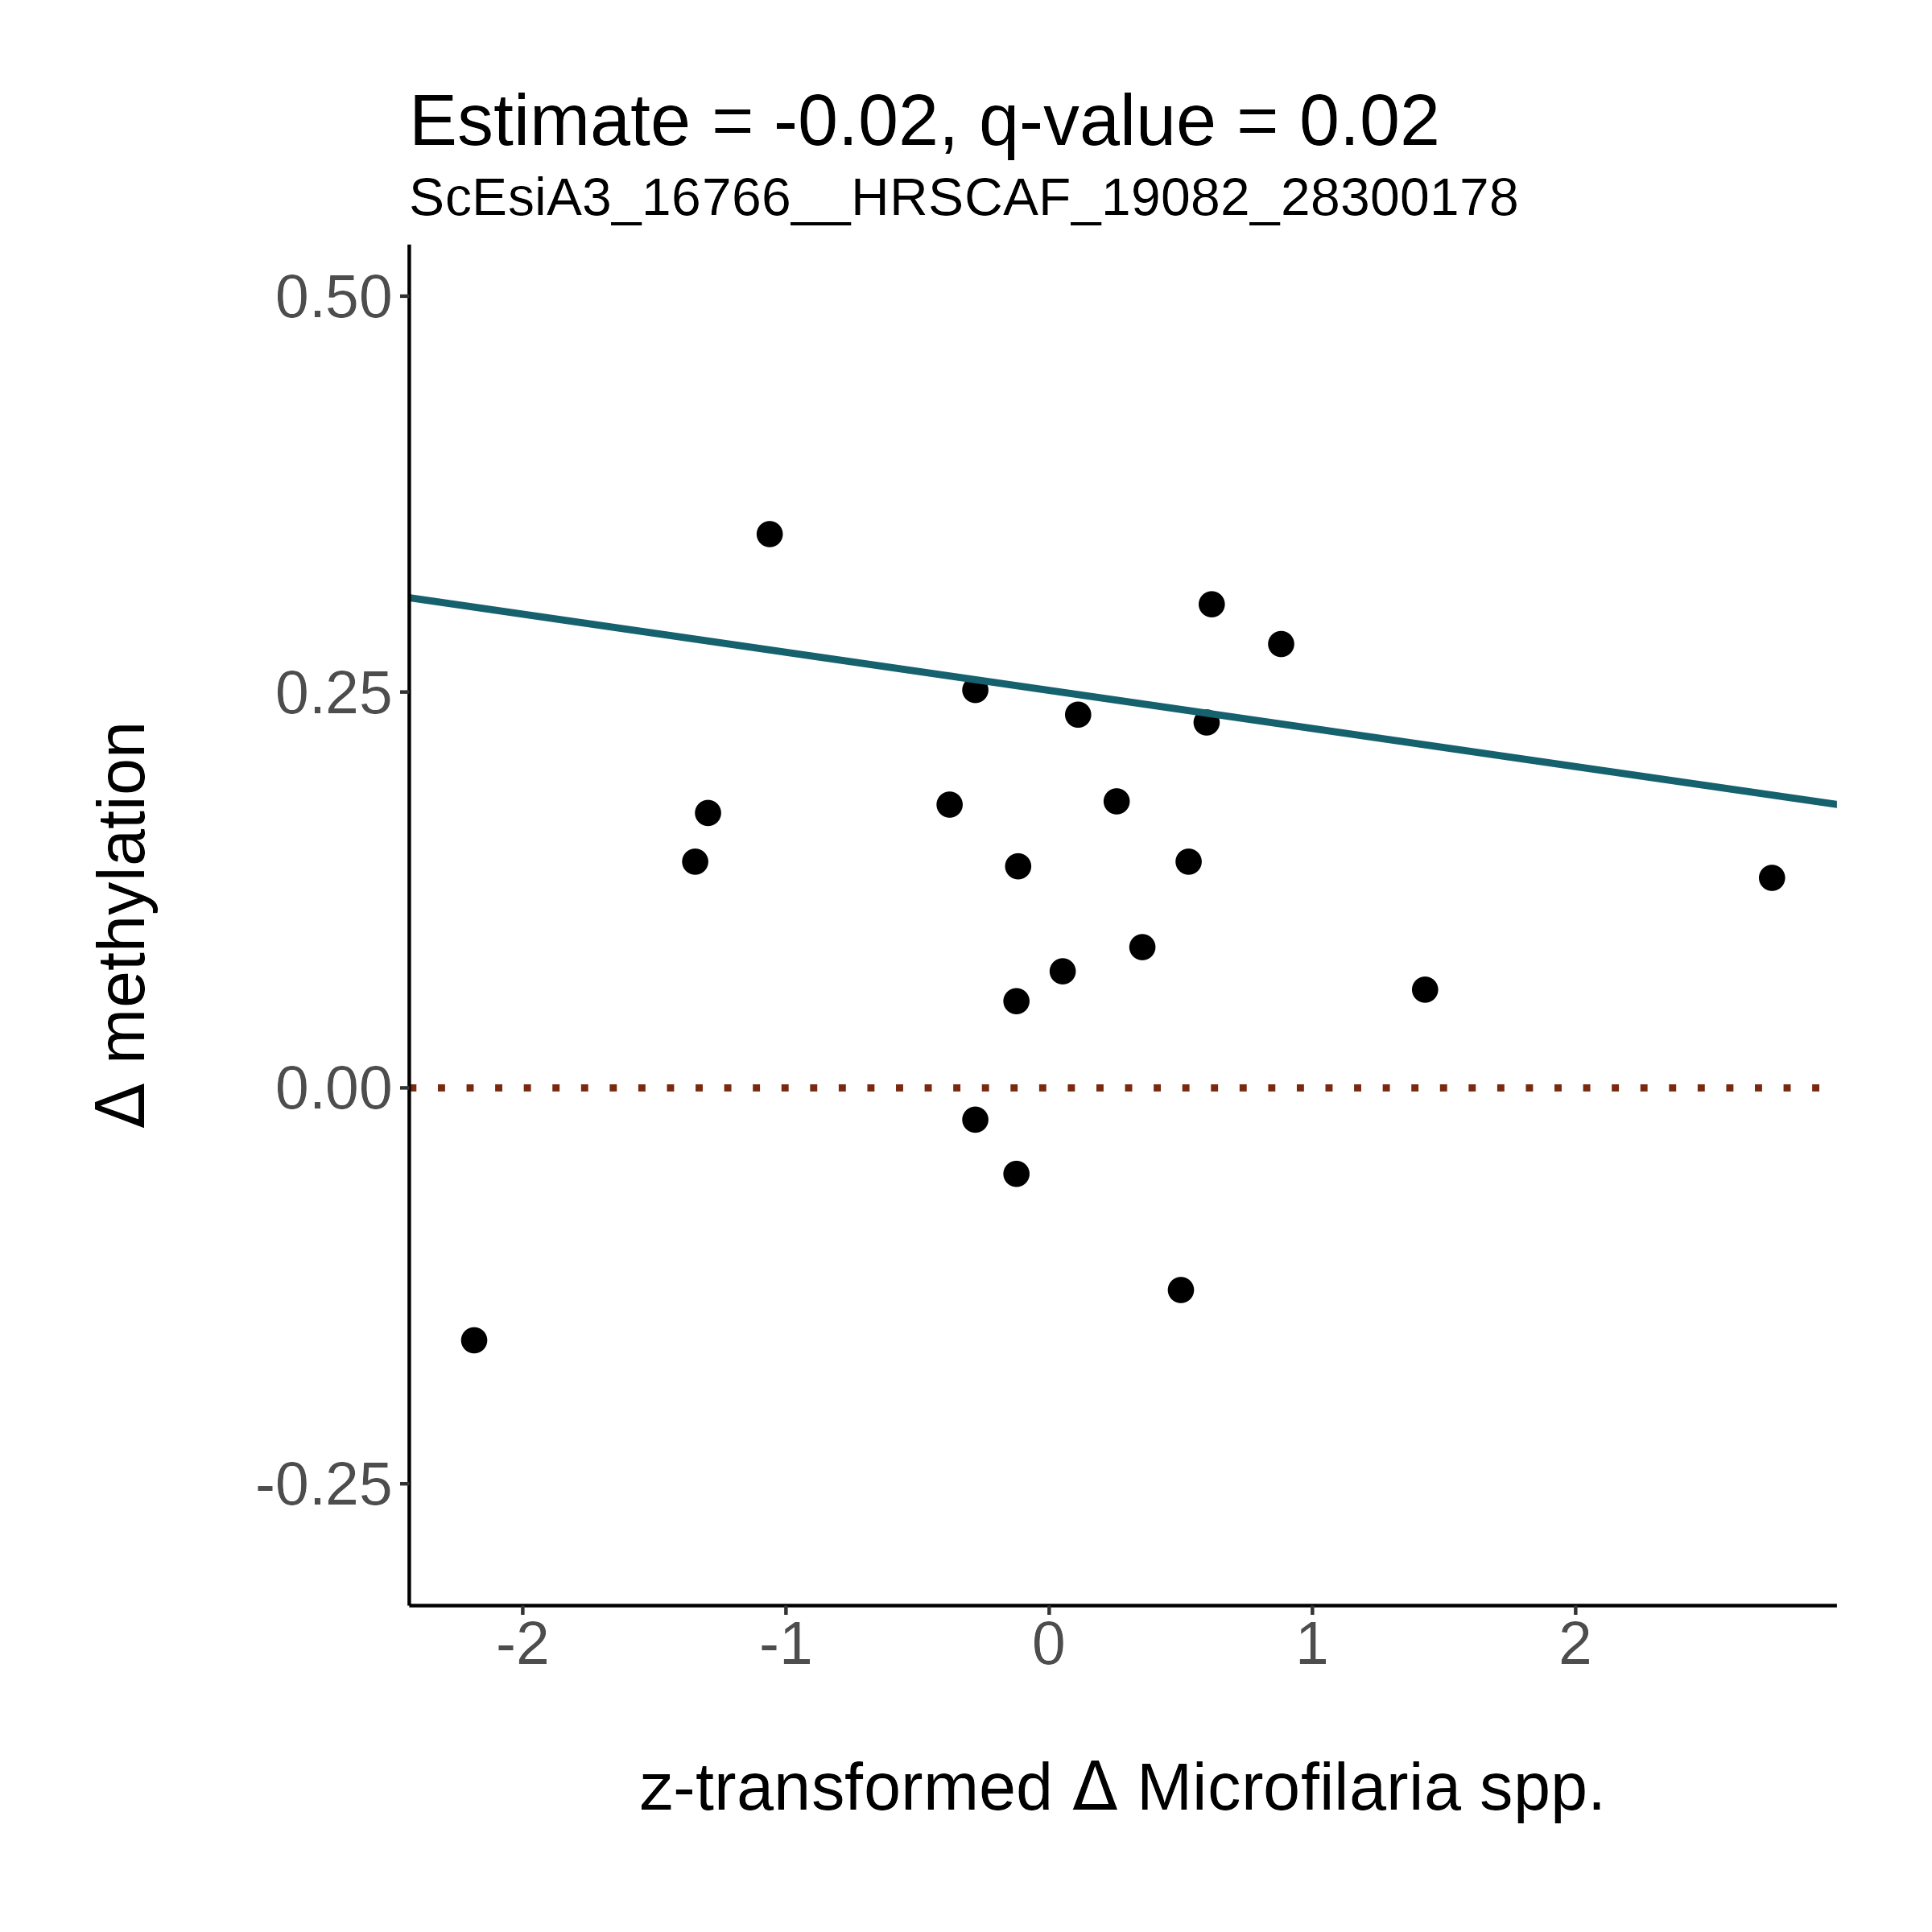 Estimate = -0.02, q-value = 0.02
ScEsiA3_16766__HRSCAF_19082_28300178
0.50
0.25
0.00
-0.25
Δ methylation
-2 -1 0 1 2
z-transformed Δ Microfilaria spp.